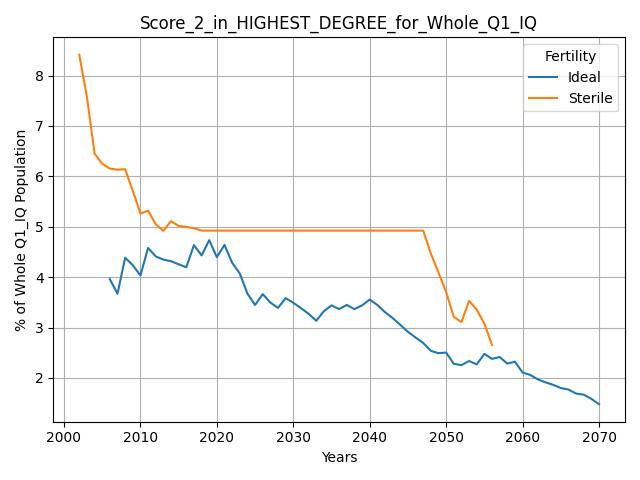 Score_2_in_HIGHEST_DEGREE_for_Whole_Q1_IQ
Fertility
Ideal
Sterile
% of Whole Q1_IQ Population
8
7
6
5
4
3
2
2000 2010 2020 2030 2040 2050 2060 2070
Years